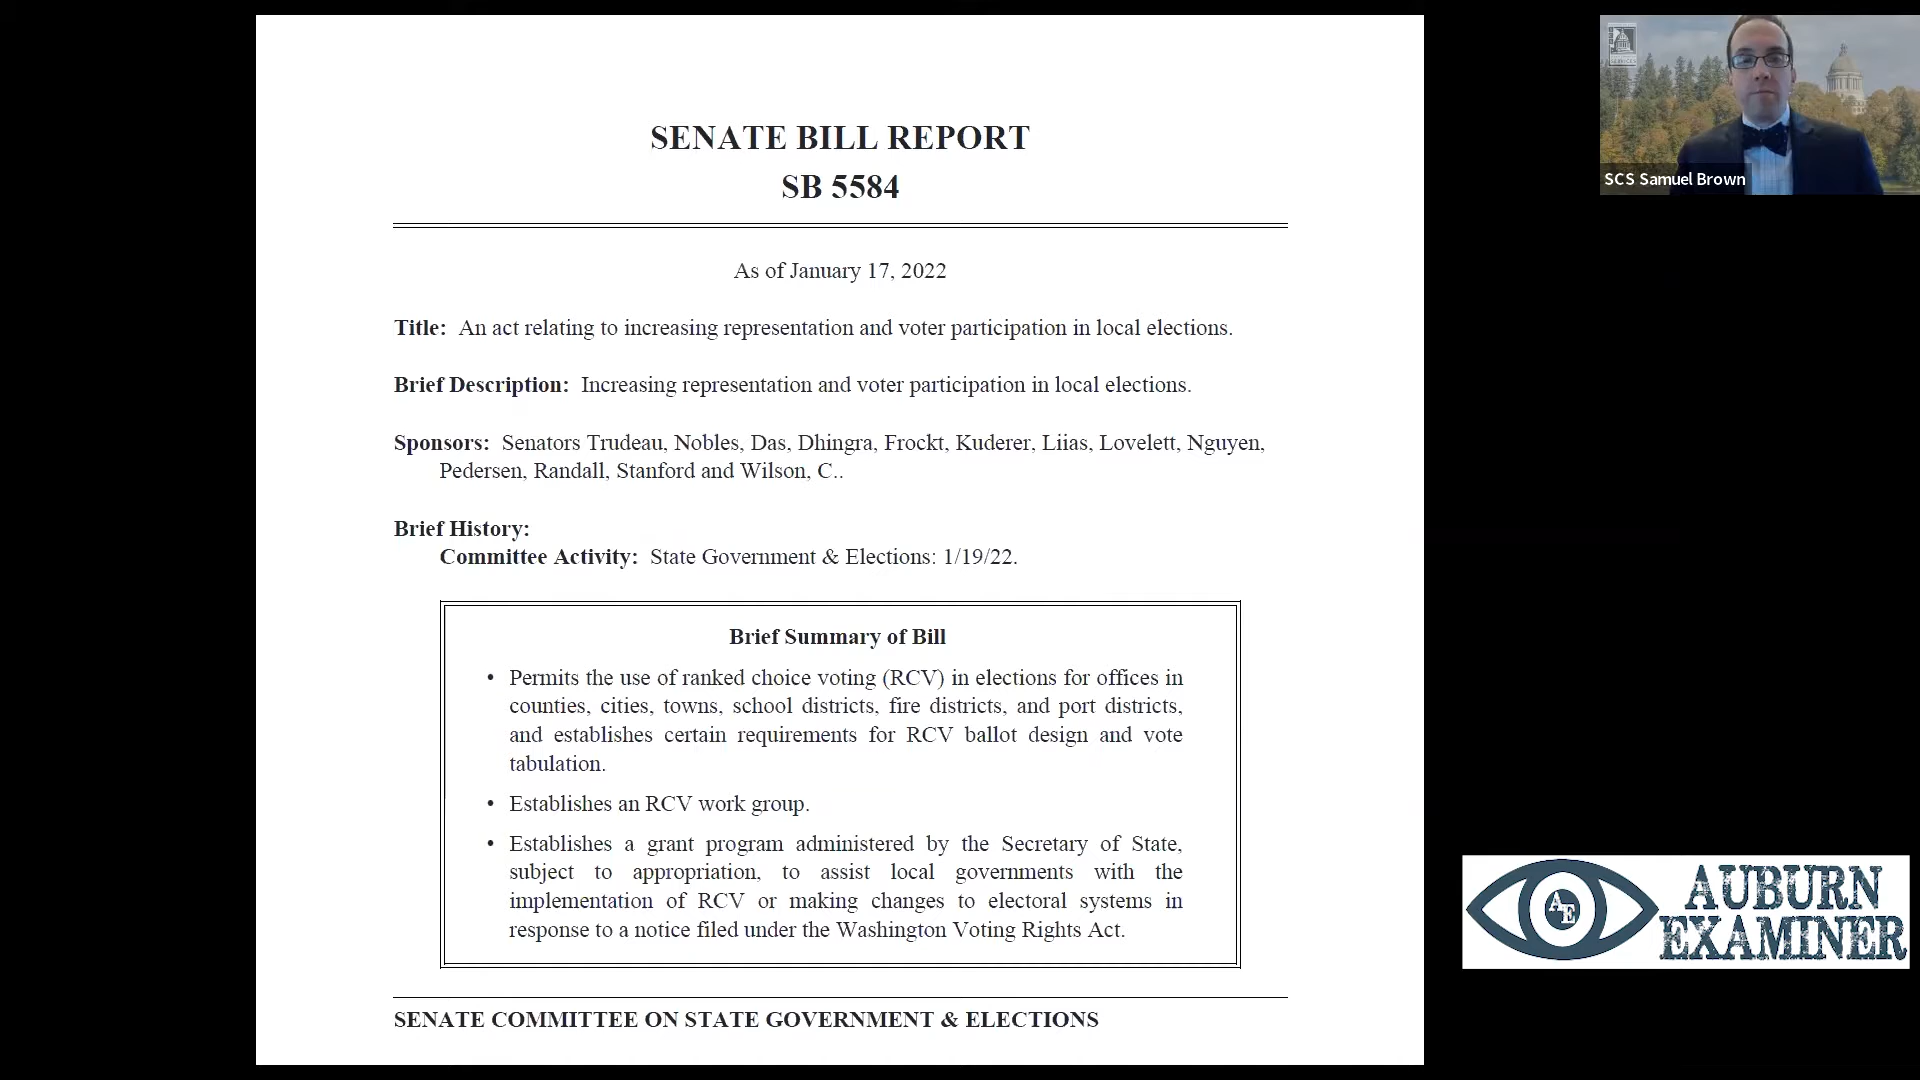 SENATE BILL REPORT
SB 5584
As of January 17, 2022
Title: An act relating to increasing representation and voter participation in local elections.
Brief Description: Increasing representation and voter participation in local elections.
Sponsors: Senators Trudeau, Nobles, Das, Dhingra, Frockt, Kuderer, Liias, Lovelett, Nguyen,
Pedersen, Randall, Stanford and Wilson, C..
Brief History:
Committee Activity: State Government & Elections: 1/19/22.
Brief Summary of Bill
• Permits the use of ranked choice voting (RCV) in elections for offices in
counties, cities, towns, school districts, fire districts, and port districts,
and establishes certain requirements for RCV ballot design and vote
tabulation.
• Establishes an RCV work group.
• Establishes a grant program administered by the Secretary of State,
subject to appropriation, to assist local governments with the
implementation of RCV or making changes to electoral systems in
response to a notice filed under the Washington Voting Rights Act.
SENATE COMMITTEE ON STATE GOVERNMENT & ELECTIONS
SCS Samuel Brown
AE
AUBURN
EXAMINER